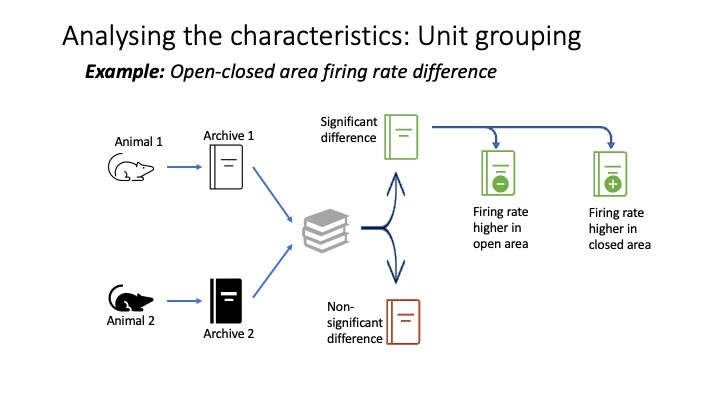 Analysing the characteristics: Unit grouping
Example: Open-closed area firing rate difference
Animal 1
Archive 1
Significant
difference
Firing rate
higher in
open area
Firing rate
higher in
closed area
Animal 2
Archive 2
Non-
significant
difference